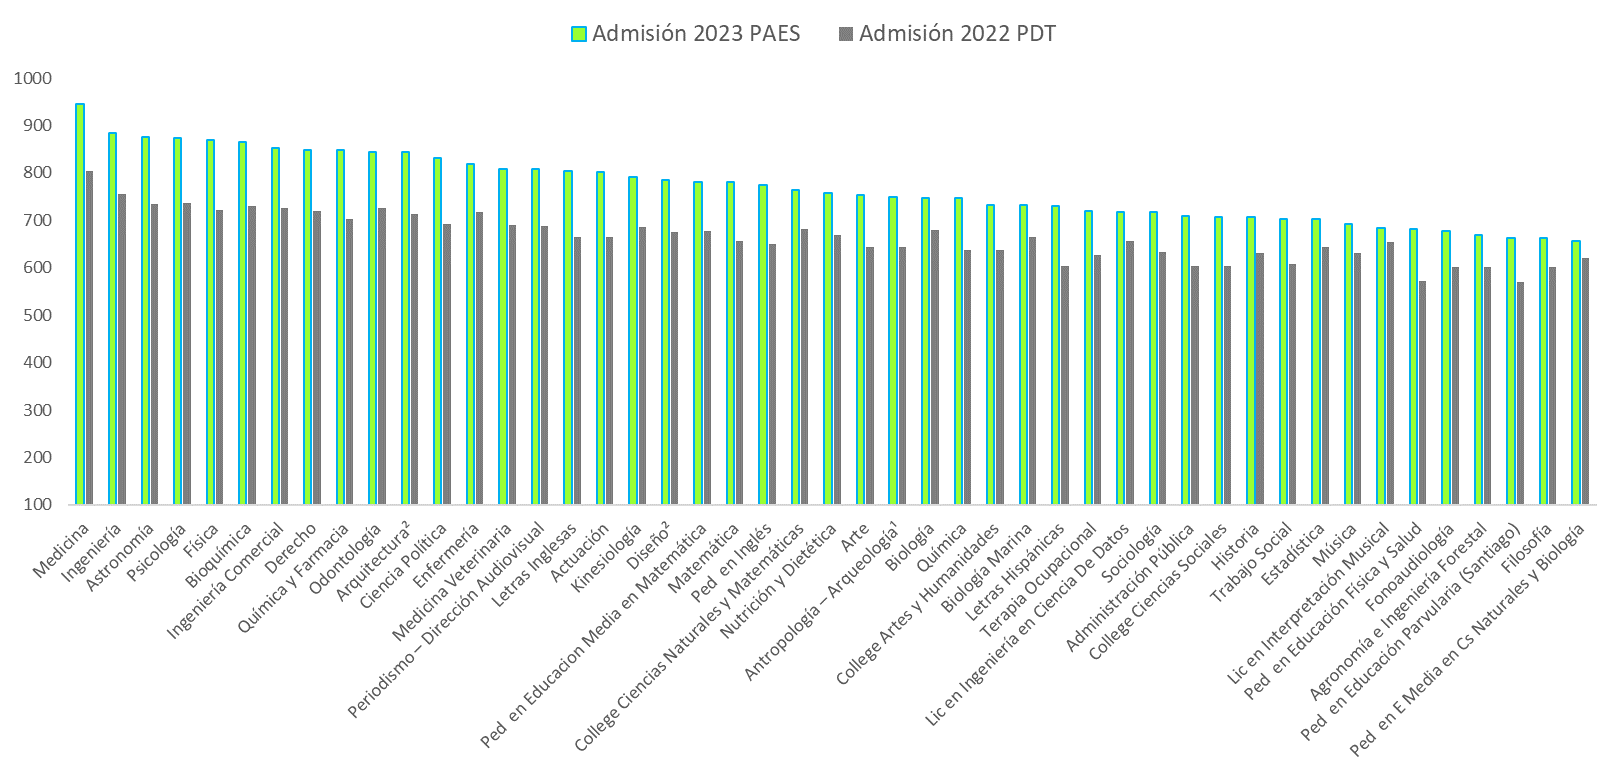 Admisión 2023 PAES
Admisión 2022 PDT
1000
900
800
700
600
500
400
300
200
100
Medicina
Ingeniería
Astronomía
Psicología
Física
Bioquímica
Ingeniería Comercial
Derecho
Química y Farmacia
Odontología
Arquitectura²
Ciencia Política
Enfermería
Medicina Veterinaria
Periodismo – Dirección Audiovisual
Letras Inglesas
Actuación
Kinesiología
Diseño²
Ped en Educacion Media en Matemática
Matemática
Ped en Inglés
College Ciencias Naturales y Matemáticas
Nutrición y Dietética
Arte
Antropología – Arqueología¹
Biología
Química
College Artes y Humanidades
Biología Marina
Letras Hispánicas
Terapia Ocupacional
Lic en Ingeniería en Ciencia De Datos
Sociología
Administración Pública
College Ciencias Sociales
Historia
Trabajo Social
Estadística
Música
Lic en Interpretación Musical
Ped en Educación Física y Salud
Fonoaudiología
Agronomía e Ingeniería Forestal
Ped en Educación Parvularia (Santiago)
Filosofía
Ped en E Media en Cs Naturales y Biología